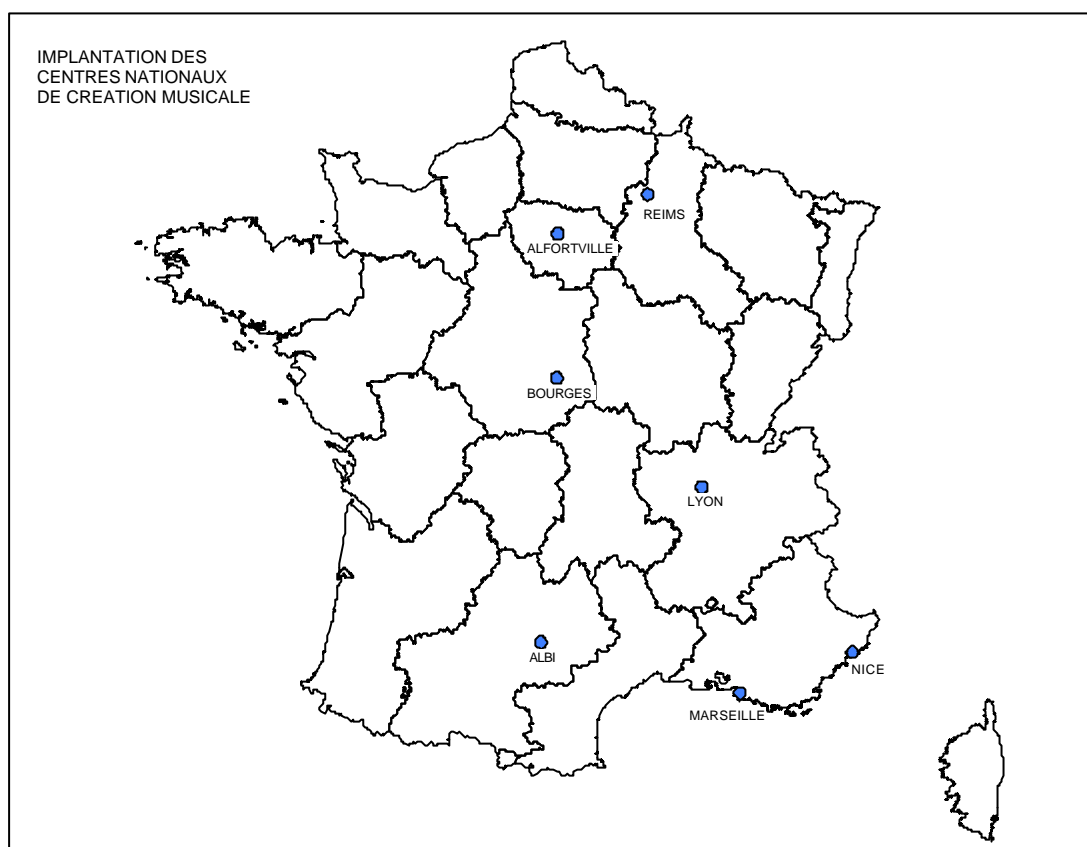 IMPLANTATION DES
CENTRES NATIONAUX
DE CREATION MUSICALE
REIMS
ALFORTVILLE
BOURGES
LYON
ALBI
NICE
MARSEILLE